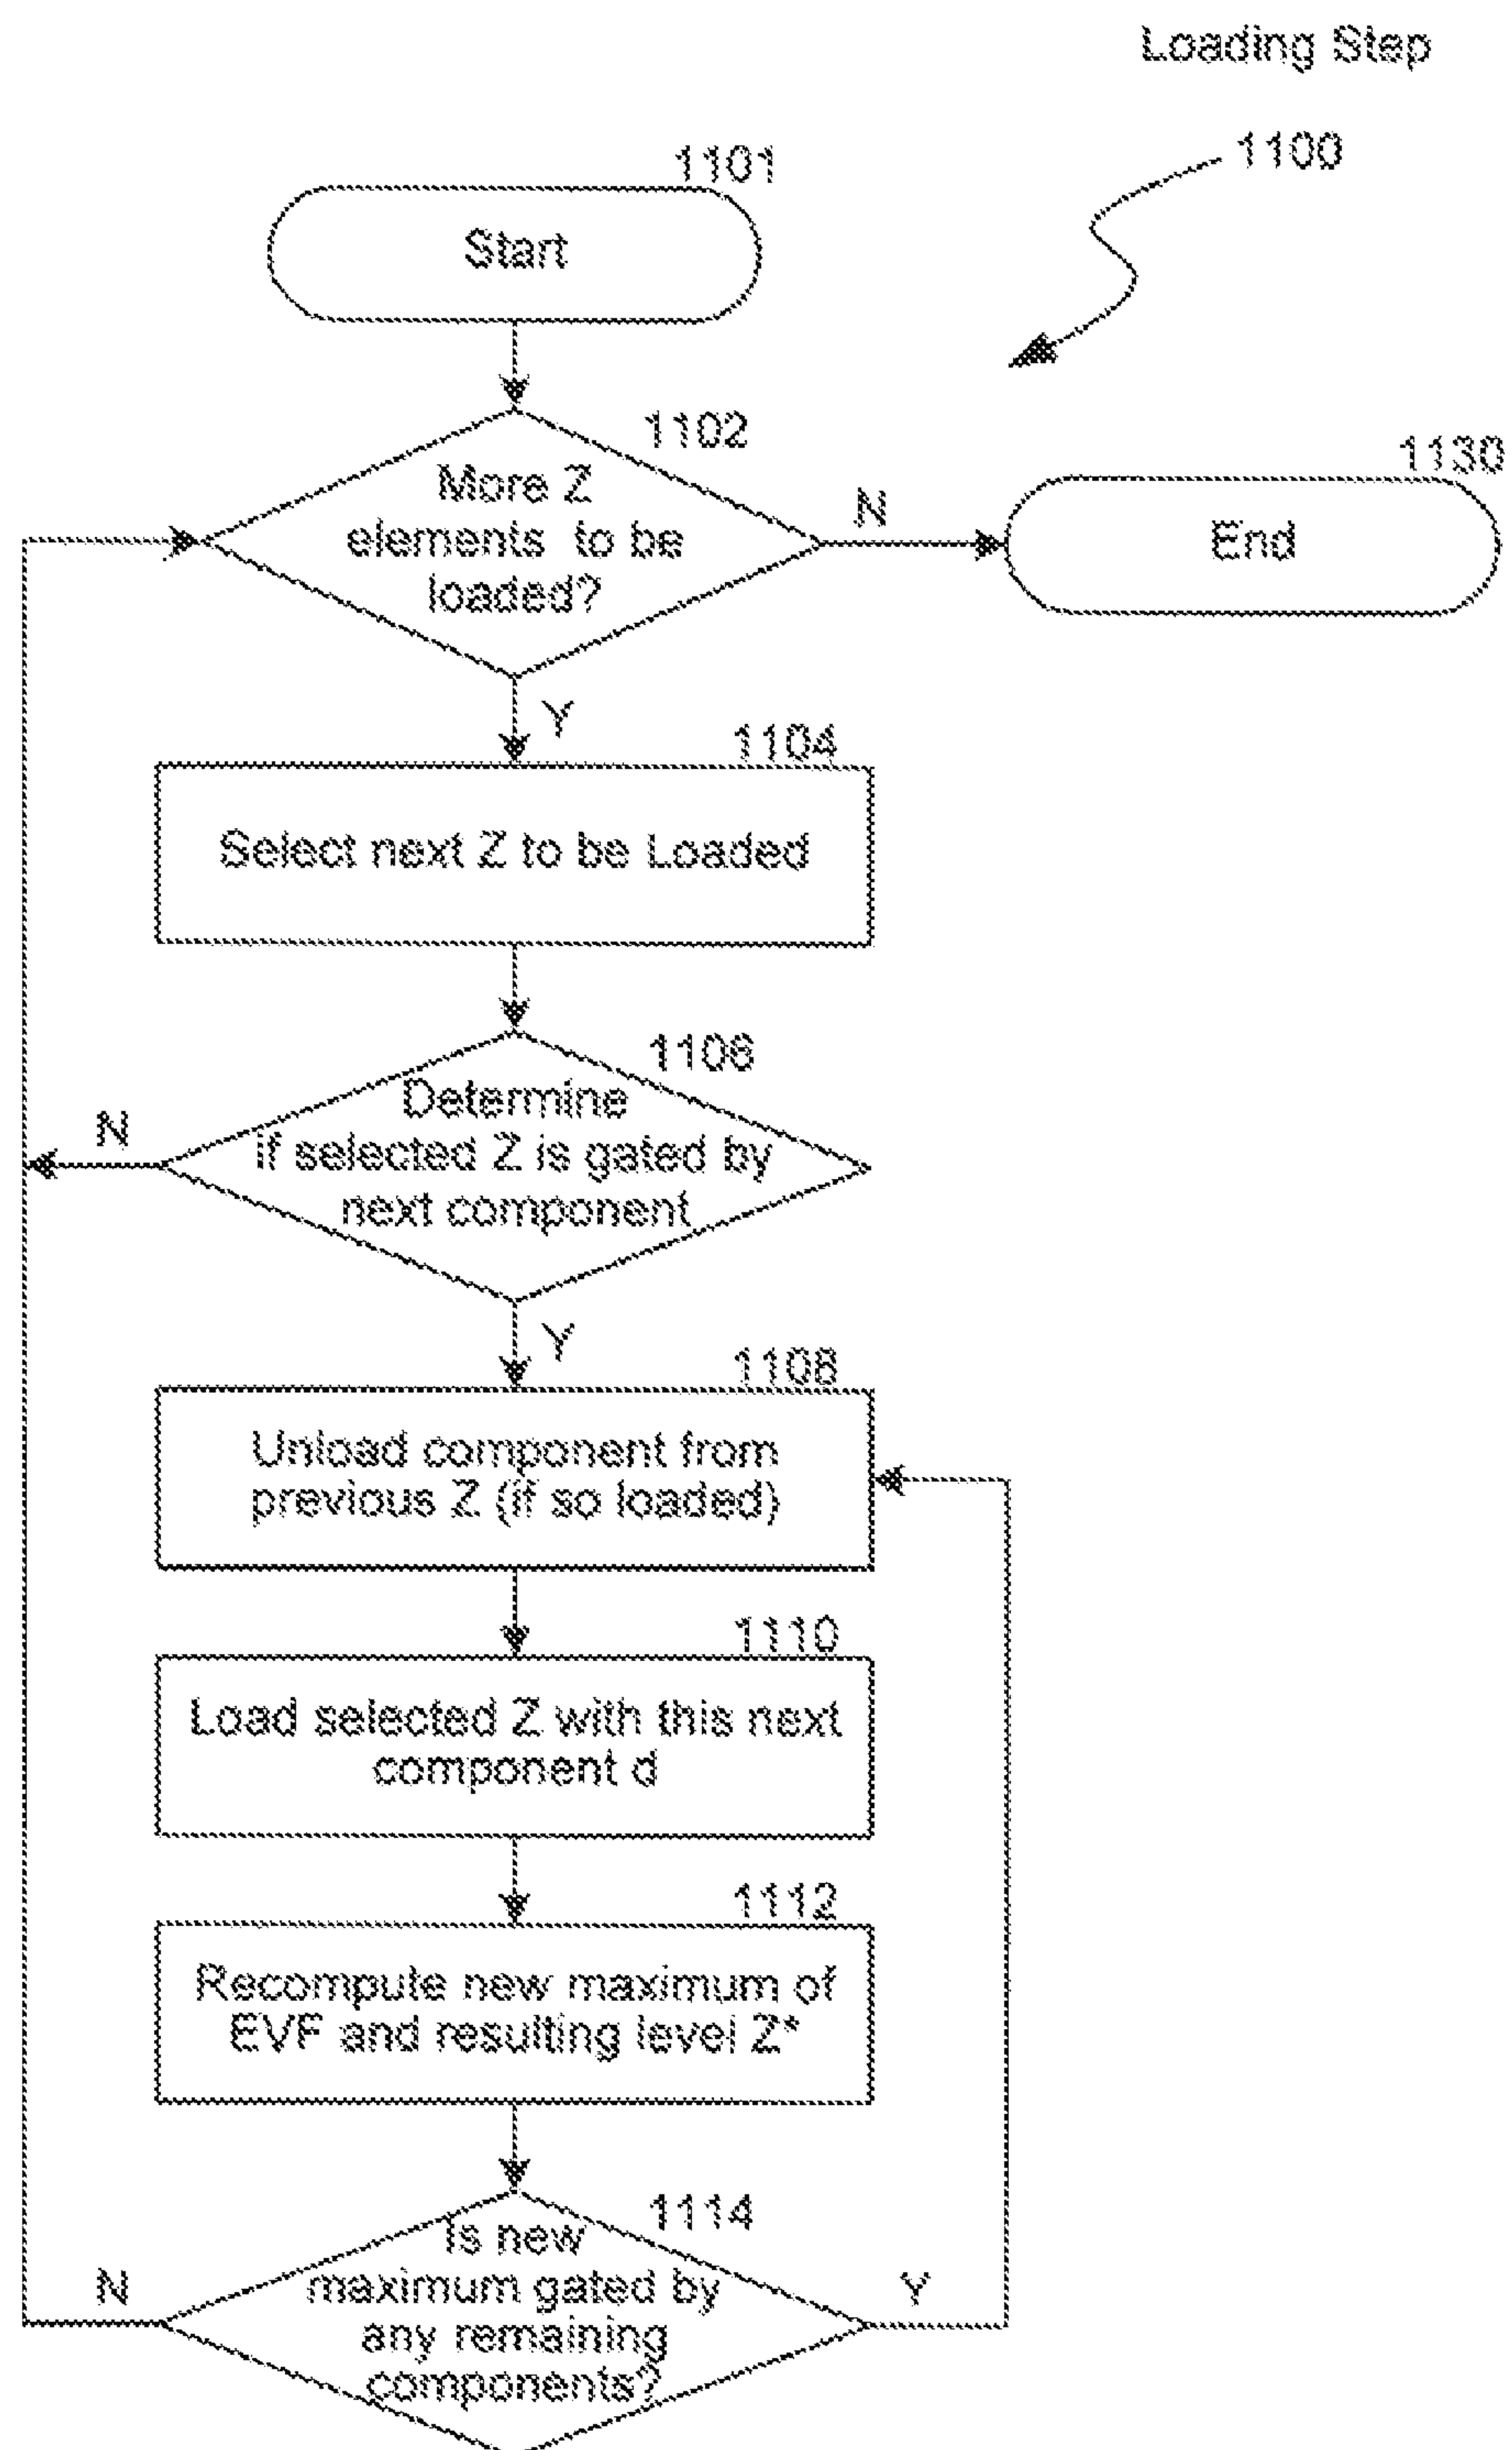 Loading Step
1100
1101
Start
1102
More Z
elements to be
loaded?
N
1130
End
Y
1104
Select next Z to be Loaded
1106
Determine
if selected Z is gated by
next component
N
Y
1108
Unload component from
previous Z (if so loaded)
1110
Load selected Z with this next
component d
1112
Recompute new maximum of
EVF and resulting level Z*
1114
Is new
maximum gated by
any remaining
components?
N
Y